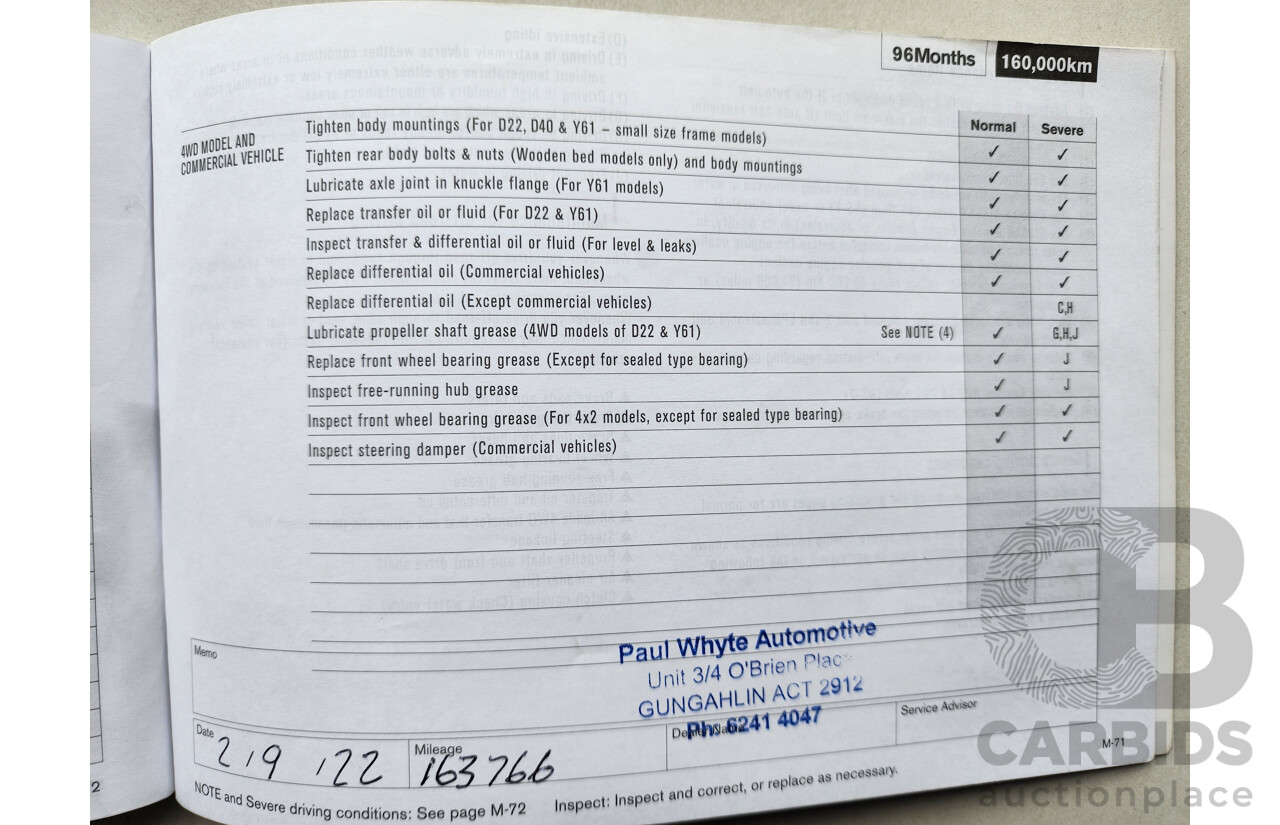 96Months
160,000km
4WD MODEL AND
COMMERCIAL VEHICLE
Normal Severe
Tighten body mountings (For D22, D40 & Y61 – small size frame models) ✓ ✓
Tighten rear body bolts & nuts (Wooden bed models only) and body mountings ✓ ✓
Lubricate axle joint in knuckle flange (For Y61 models) ✓ ✓
Replace transfer oil or fluid (For D22 & Y61) ✓ ✓
Inspect transfer & differential oil or fluid (For level & leaks) ✓ ✓
Replace differential oil (Commercial vehicles) ✓ ✓
Replace differential oil (Except commercial vehicles) C,H
Lubricate propeller shaft grease (4WD models of D22 & Y61) See NOTE (4) ✓ G,H,J
Replace front wheel bearing grease (Except for sealed type bearing) ✓ J
Inspect free-running hub grease ✓ J
Inspect front wheel bearing grease (For 4x2 models, except for sealed type bearing) ✓ ✓
Inspect steering damper (Commercial vehicles) ✓ ✓
Memo
Paul Whyte Automotive
Unit 3/4 O'Brien Plac
GUNGAHLIN ACT 2912
Ph: 6241 4047
Date
2/9/22
Mileage
163766
Service Advisor
M-71
NOTE and Severe driving conditions: See page M-72
Inspect: Inspect and correct, or replace as necessary.
2
CARBIDS
auctionplace